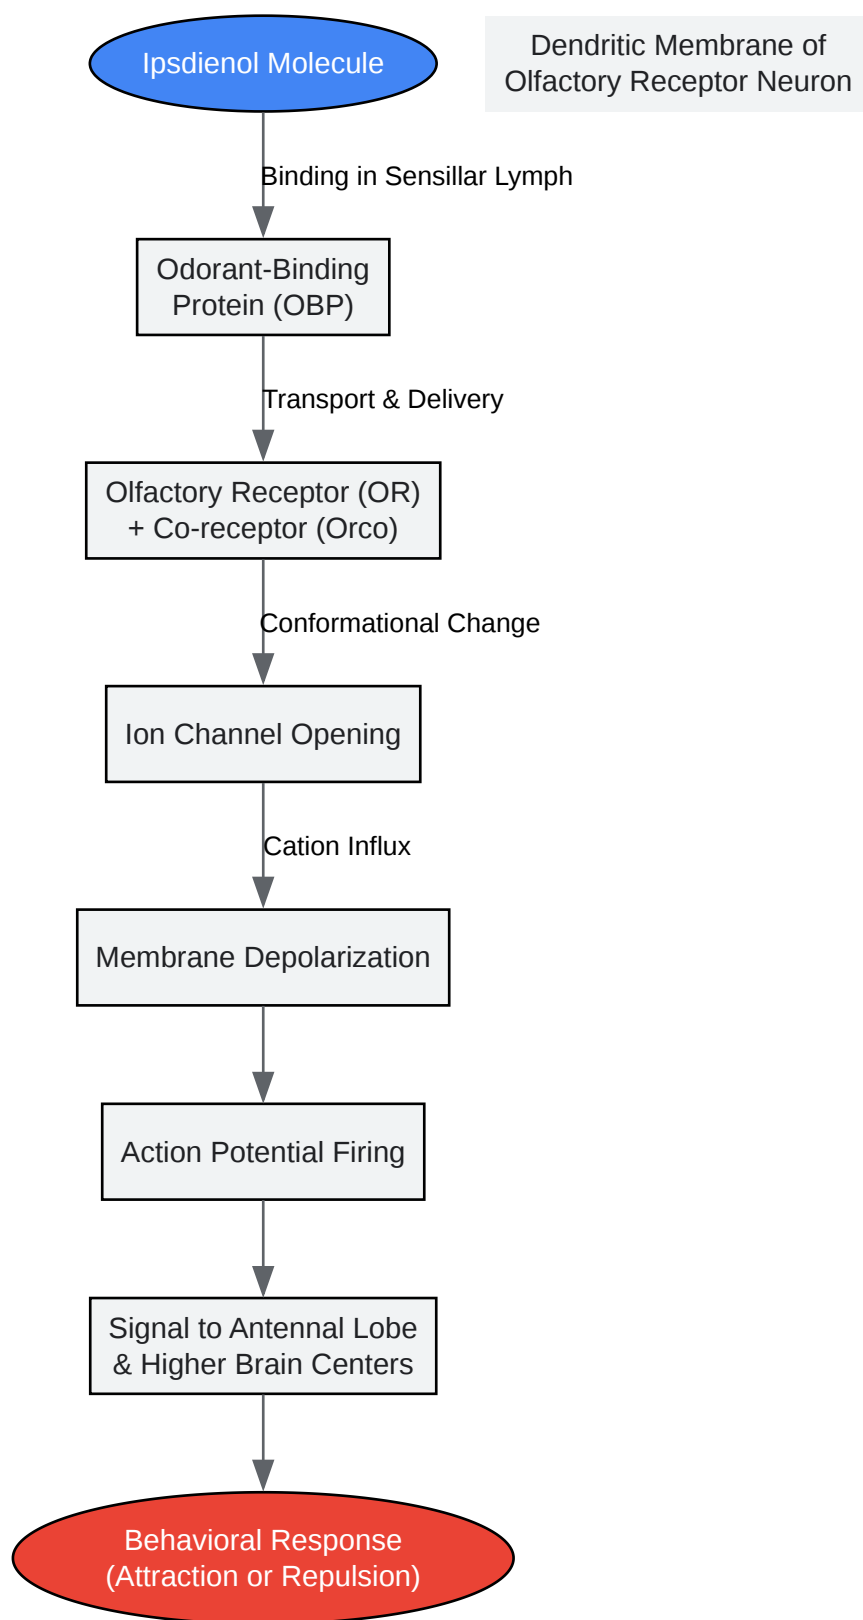 Ipsdienol Molecule
Dendritic Membrane of
Olfactory Receptor Neuron
Binding in Sensillar Lymph
Odorant-Binding
Protein (OBP)
Transport & Delivery
Olfactory Receptor (OR)
+ Co-receptor (Orco)
Conformational Change
Ion Channel Opening
Cation Influx
Membrane Depolarization
Action Potential Firing
Signal to Antennal Lobe
& Higher Brain Centers
Behavioral Response
(Attraction or Repulsion)